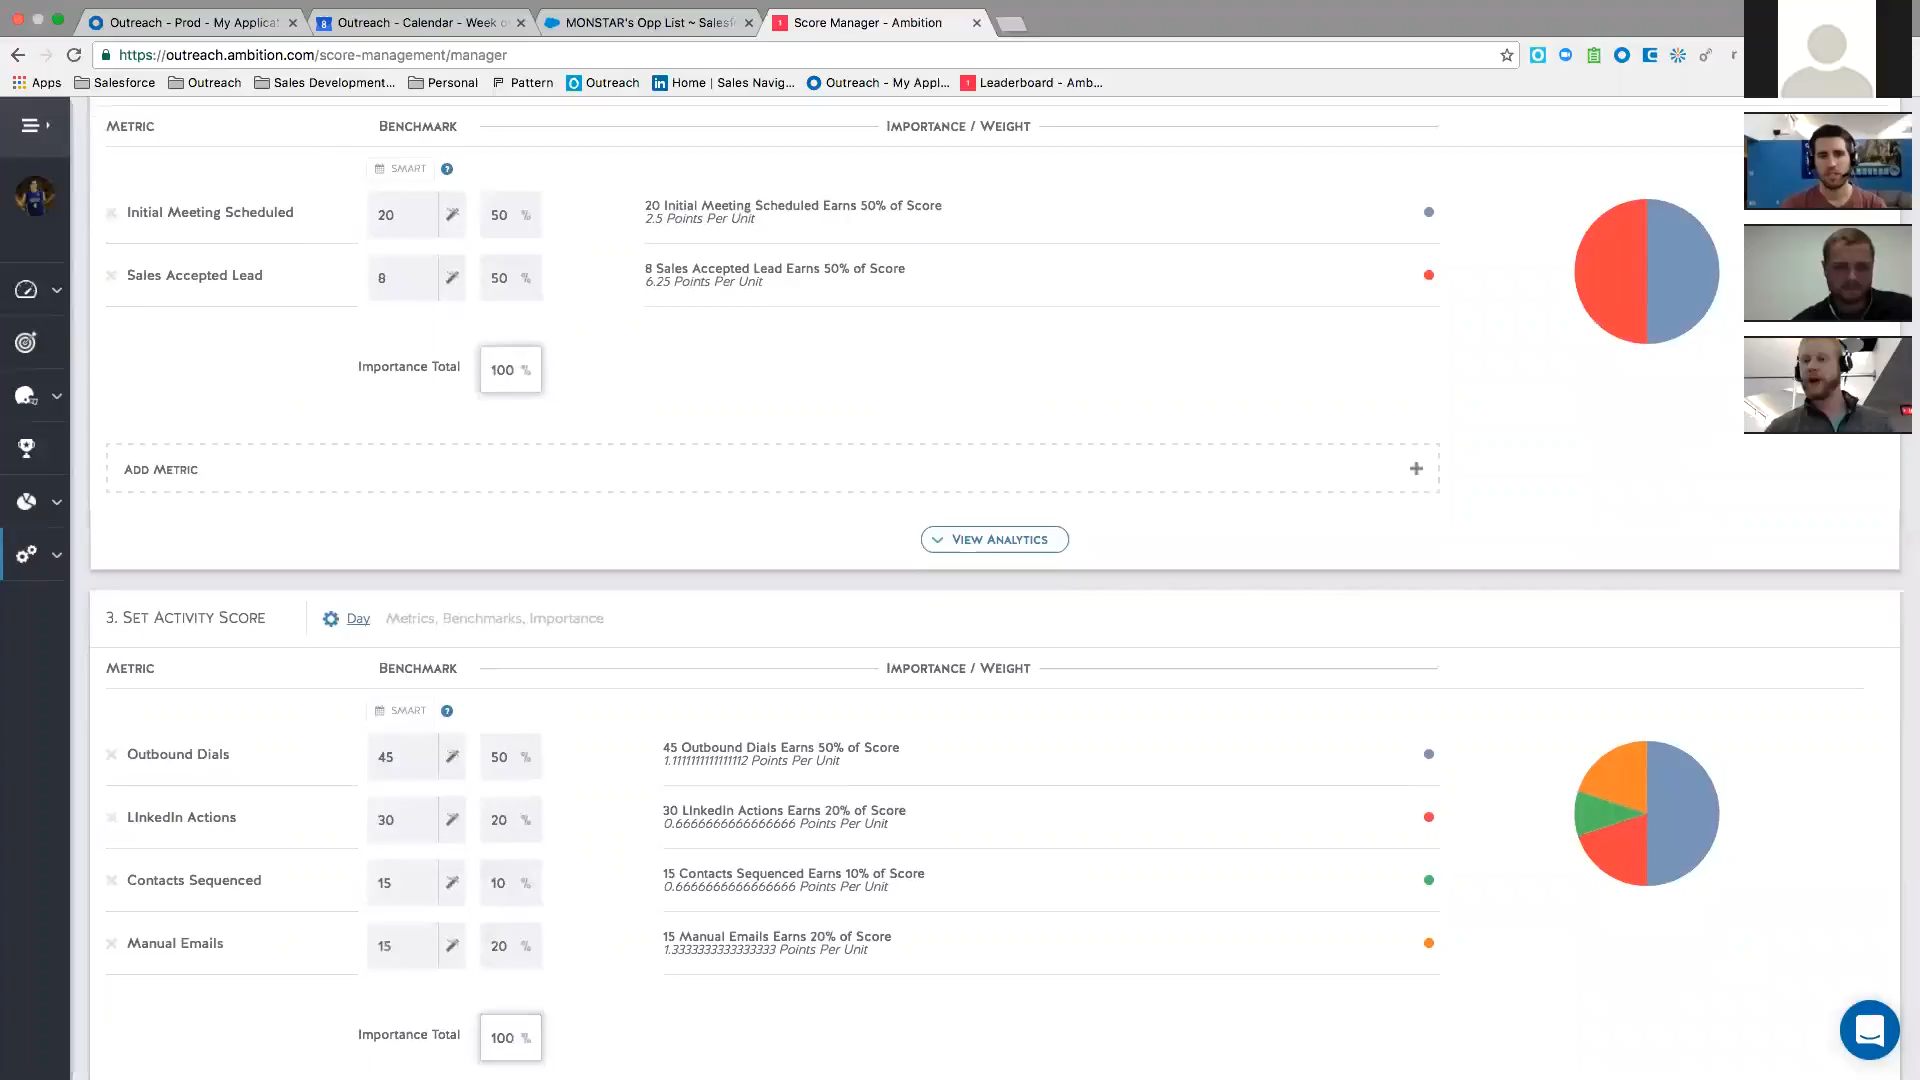 Outreach - Prod - My Applicat
Outreach - Calendar - Week o
MONSTAR's Opp List ~ Salesf
Score Manager - Ambition
https://outreach.ambition.com/score-management/manager
Apps
Salesforce
Outreach
Sales Development...
Personal
Pattern
Outreach
Home | Sales Navig...
Outreach - My Appl...
Leaderboard - Amb...
METRIC
BENCHMARK
IMPORTANCE / WEIGHT
SMART
Initial Meeting Scheduled
20
50 %
20 Initial Meeting Scheduled Earns 50% of Score
2.5 Points Per Unit
Sales Accepted Lead
8
50 %
8 Sales Accepted Lead Earns 50% of Score
6.25 Points Per Unit
Importance Total
100 %
ADD METRIC
+
VIEW ANALYTICS
3. SET ACTIVITY SCORE
Day
Metrics, Benchmarks, Importance
METRIC
BENCHMARK
IMPORTANCE / WEIGHT
SMART
Outbound Dials
45
50 %
45 Outbound Dials Earns 50% of Score
1.1111111111111112 Points Per Unit
LInkedIn Actions
30
20 %
30 LInkedIn Actions Earns 20% of Score
0.6666666666666666 Points Per Unit
Contacts Sequenced
15
10 %
15 Contacts Sequenced Earns 10% of Score
0.6666666666666666 Points Per Unit
Manual Emails
15
20 %
15 Manual Emails Earns 20% of Score
1.3333333333333333 Points Per Unit
Importance Total
100 %